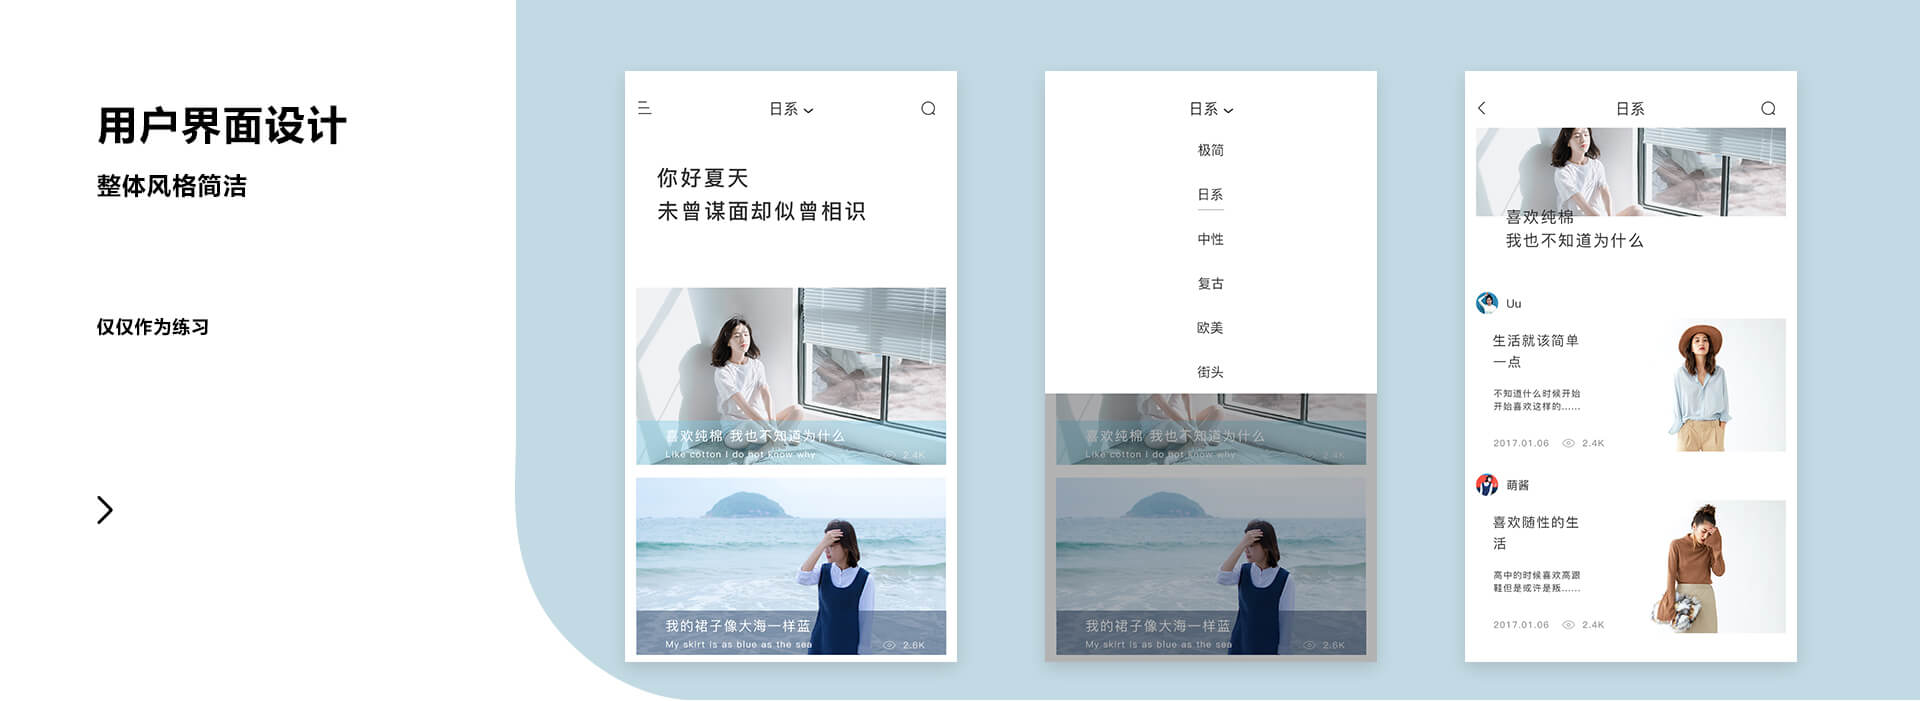 用户界面设计
整体风格简洁
仅仅作为练习
日系
你好夏天
未曾谋面却似曾相识
喜欢纯棉 我也不知道为什么
Like cotton I do not know why
2.4K
我的裙子像大海一样蓝
My skirt is as blue as the sea
2.6K
日系
极简
日系
中性
复古
欧美
街头
喜欢纯棉 我也不知道为什么
Like cotton I do not know why
2.4K
我的裙子像大海一样蓝
My skirt is as blue as the sea
2.6K
日系
喜欢纯棉
我也不知道为什么
Uu
生活就该简单
一点
不知道什么时候开始
开始喜欢这样的......
2017.01.06 2.4K
萌酱
喜欢随性的生
活
高中的时候喜欢高跟
鞋但是或许是叛......
2017.01.06 2.4K